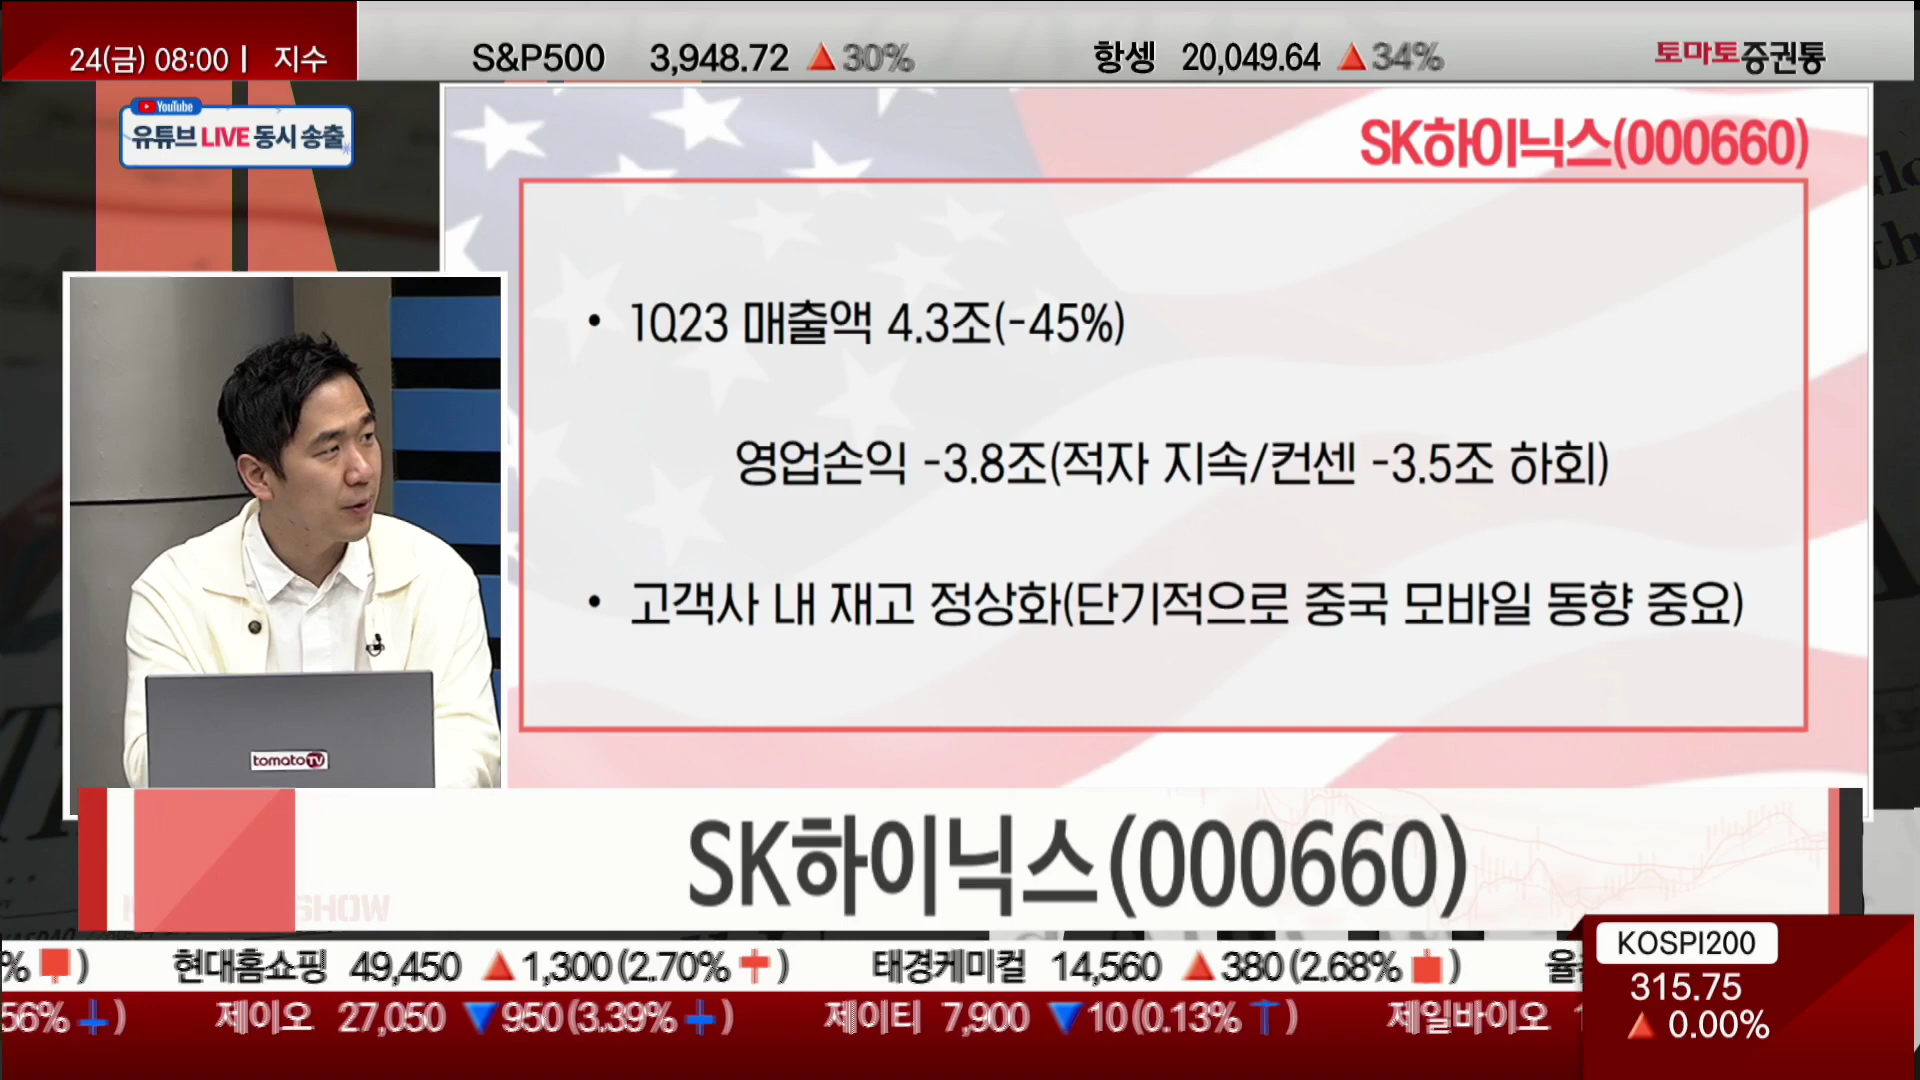 24(금) 08:00 | 지수 S&P500 3,948.72 ▲30% 항셍 20,049.64 ▲34% 토마토증권통
YouTube
유튜브 LIVE 동시 송출
SK하이닉스(000660)
• 1Q23 매출액 4.3조(-45%)
영업손익 -3.8조(적자 지속/컨센 -3.5조 하회)
• 고객사 내 재고 정상화(단기적으로 중국 모바일 동향 중요)
tomatoTV
SK하이닉스(000660)
SHOW
%) 현대홈쇼핑 49,450 ▲1,300(2.70%) 태경케미컬 14,560 ▲380(2.68%)
56%) 제이오 27,050 ▼950(3.39%) 제이티 7,900 ▼10(0.13%) 제일바이오
KOSPI200
315.75
▲ 0.00%